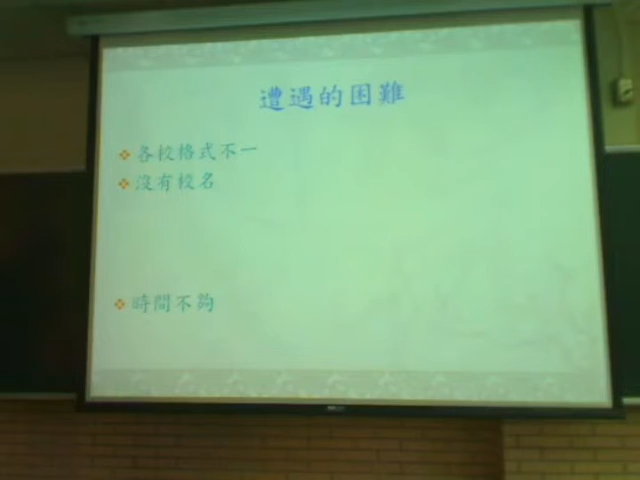 遭遇的困難
各校格式不一
沒有校名
時間不夠